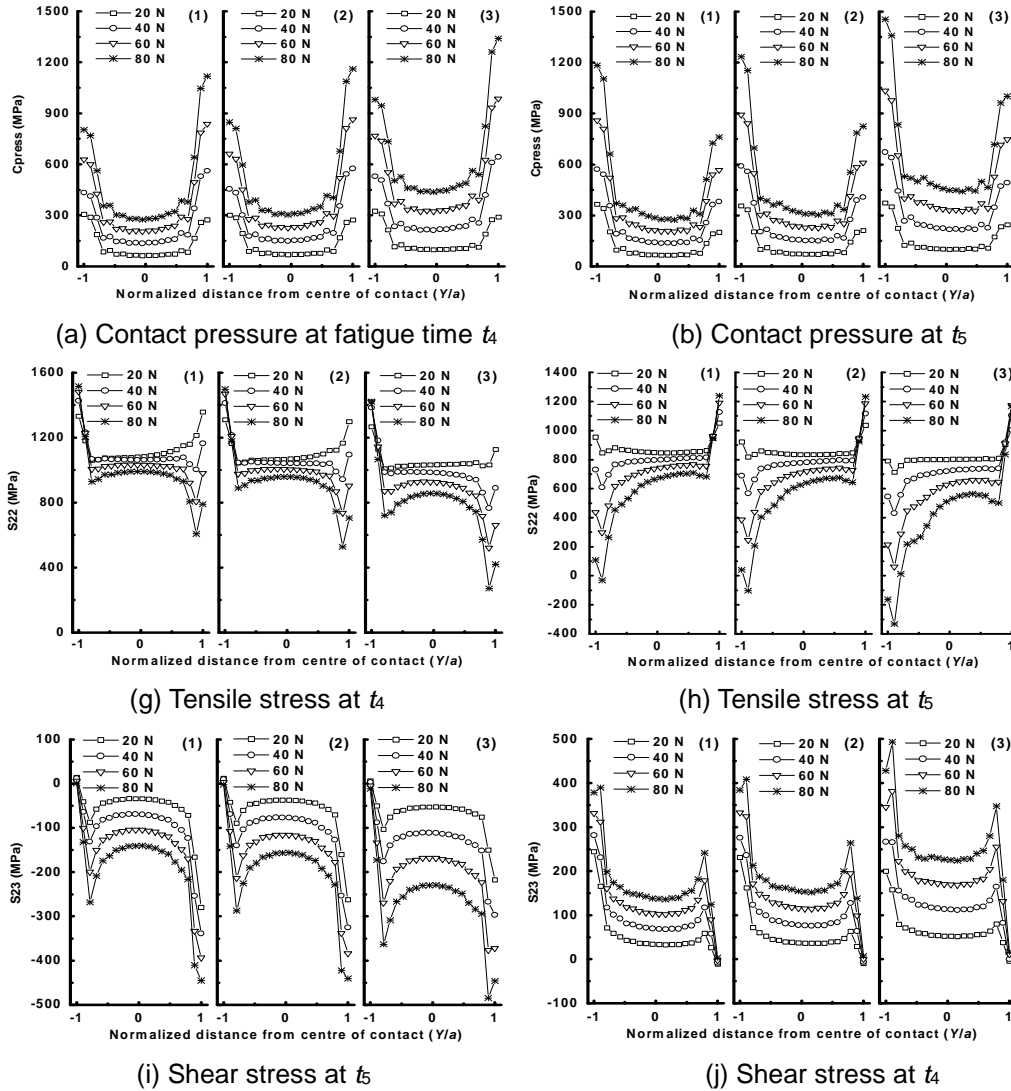 1500
1200
900
600
300
0
Cpress (MPa)
20 N
40 N
60 N
80 N
(1)
20 N
40 N
60 N
80 N
(2)
20 N
40 N
60 N
80 N
(3)
-1 0 1 -1 0 1 -1 0 1
Normalized distance from centre of contact (Y/a)
(a) Contact pressure at fatigue time t4
1500
1200
900
600
300
0
Cpress (MPa)
20 N
40 N
60 N
80 N
(1)
20 N
40 N
60 N
80 N
(2)
20 N
40 N
60 N
80 N
(3)
-1 0 1 -1 0 1 -1 0 1
Normalized distance from centre of contact (Y/a)
(b) Contact pressure at t5
1600
1200
800
400
0
S22 (MPa)
20 N
40 N
60 N
80 N
(1)
20 N
40 N
60 N
80 N
(2)
20 N
40 N
60 N
80 N
(3)
-1 0 1 -1 0 1 -1 0 1
Normalized distance from centre of contact (Y/a)
(g) Tensile stress at t4
1400
1200
1000
800
600
400
200
0
-200
-400
S22 (MPa)
20 N
40 N
60 N
80 N
(1)
20 N
40 N
60 N
80 N
(2)
20 N
40 N
60 N
80 N
(3)
-1 0 1 -1 0 1 -1 0 1
Normalized distance from centre of contact (Y/a)
(h) Tensile stress at t5
100
0
-100
-200
-300
-400
-500
S23 (MPa)
20 N
40 N
60 N
80 N
(1)
20 N
40 N
60 N
80 N
(2)
20 N
40 N
60 N
80 N
(3)
-1 0 1 -1 0 1 -1 0 1
Normalized distance from centre of contact (Y/a)
(i) Shear stress at t5
500
400
300
200
100
0
-100
S23 (MPa)
20 N
40 N
60 N
80 N
(1)
20 N
40 N
60 N
80 N
(2)
20 N
40 N
60 N
80 N
(3)
-1 0 1 -1 0 1 -1 0 1
Normalized distance from centre of contact (Y/a)
(j) Shear stress at t4